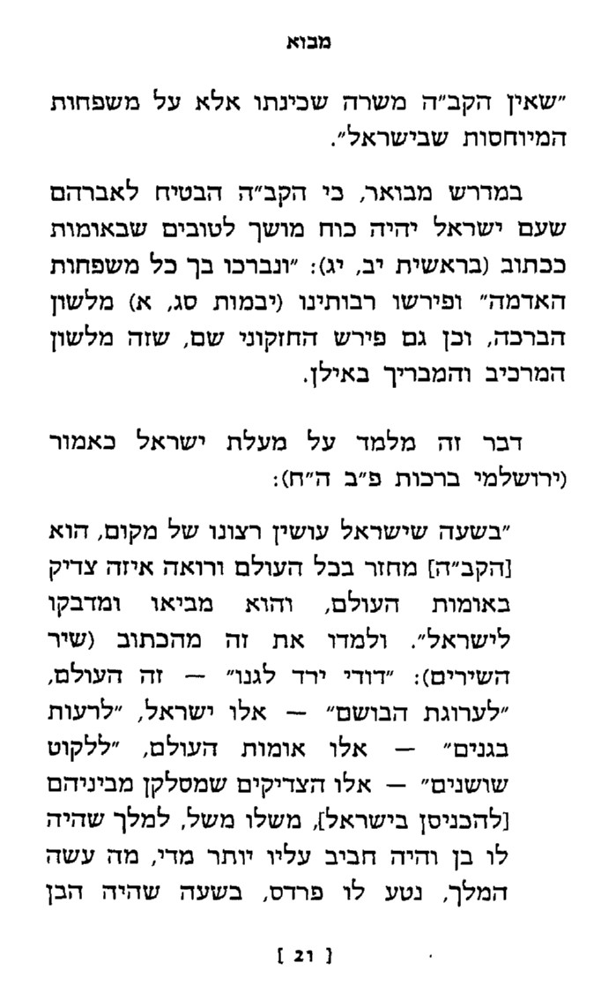 מבוא
״שאין הקב״ה משרה שכינתו אלא על משפחות
המיוחסות שבישראל״.
במדרש מבואר, כי הקב״ה הבטיח לאברהם
שעם ישראל יהיה כוח מושך לטובים שבאומות
ככתוב (בראשית יב, יג): ״ונברכו בך כל משפחות
האדמה״ ופירשו רבותינו (יבמות סג, א) מלשון
הברכה, וכן גם פירש החזקוני שם, שזה מלשון
המרכיב והמבריך באילן.
דבר זה מלמד על מעלת ישראל כאמור
(ירושלמי ברכות פ״ב ה״ח):
״בשעה שישראל עושין רצונו של מקום, הוא
[הקב״ה] מחזר בכל העולם ורואה איזה צדיק
באומות העולם, והוא מביאו ומדבקו
לישראל״. ולמדו את זה מהכתוב (שיר
השירים): ״דודי ירד לגנו״ — זה העולם,
״לערוגת הבושם״ — אלו ישראל, ״לרעות
בגנים״ — אלו אומות העולם, ״ללקוט
שושנים״ — אלו הצדיקים שמסלקן מביניהם
[להכניסן בישראל], משלו משל, למלך שהיה
לו בן והיה חביב עליו יותר מדי, מה עשה
המלך, נטע לו פרדס, בשעה שהיה הבן
[ 21 ]